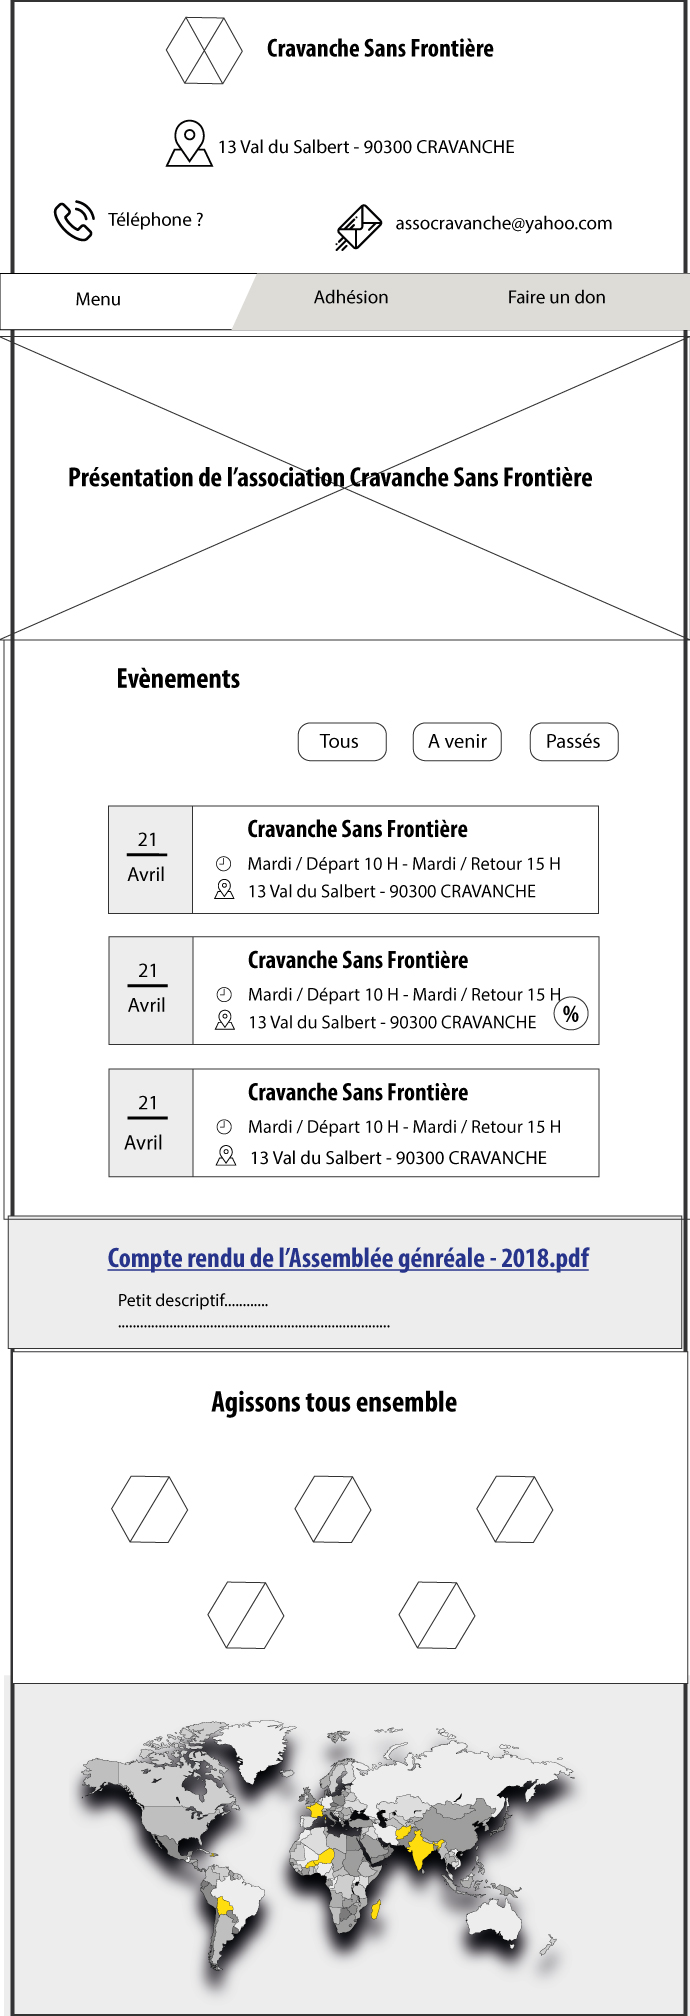 Cravanche Sans Frontière
13 Val du Salbert - 90300 CRAVANCHE
Téléphone ?
assocravanche@yahoo.com
Menu
Adhésion
Faire un don
Présentation de l'association Cravanche Sans Frontière
Evènements
Tous
A venir
Passés
21
Avril
Cravanche Sans Frontière
Mardi / Départ 10 H - Mardi / Retour 15 H
13 Val du Salbert - 90300 CRAVANCHE
21
Avril
Cravanche Sans Frontière
Mardi / Départ 10 H - Mardi / Retour 15 H
13 Val du Salbert - 90300 CRAVANCHE
%
21
Avril
Cravanche Sans Frontière
Mardi / Départ 10 H - Mardi / Retour 15 H
13 Val du Salbert - 90300 CRAVANCHE
Compte rendu de l'Assemblée génréale - 2018.pdf
Petit descriptif............
..........................................................................
Agissons tous ensemble